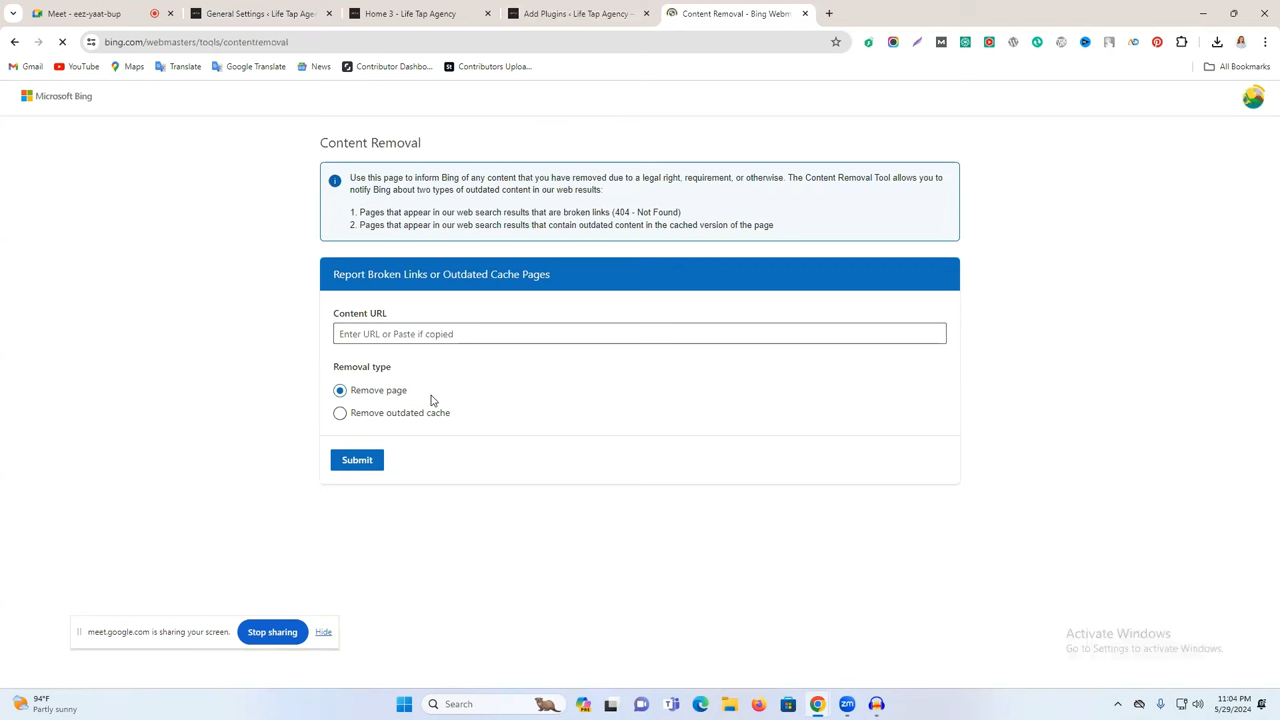 Meet - eez-yaat-bup
General Settings ‹ Life Tap Agency
Home 3 - Life Tap Agency
Add Plugins ‹ Life Tap Agency —
Content Removal - Bing Webm
bing.com/webmasters/tools/contentremoval
Gmail
YouTube
Maps
Translate
Google Translate
News
Contributor Dashbo...
St
Contributors Uploa...
All Bookmarks
Microsoft Bing
Content Removal
Use this page to inform Bing of any content that you have removed due to a legal right, requirement, or otherwise. The Content Removal Tool allows you to
notify Bing about two types of outdated content in our web results:
1. Pages that appear in our web search results that are broken links (404 - Not Found)
2. Pages that appear in our web search results that contain outdated content in the cached version of the page
Report Broken Links or Outdated Cache Pages
Content URL
Enter URL or Paste if copied
Removal type
Remove page
Remove outdated cache
Submit
meet.google.com is sharing your screen.
Stop sharing
Hide
Activate Windows
Go to Settings to activate Windows.
94°F
Partly sunny
Search
zm
11:04 PM
5/29/2024